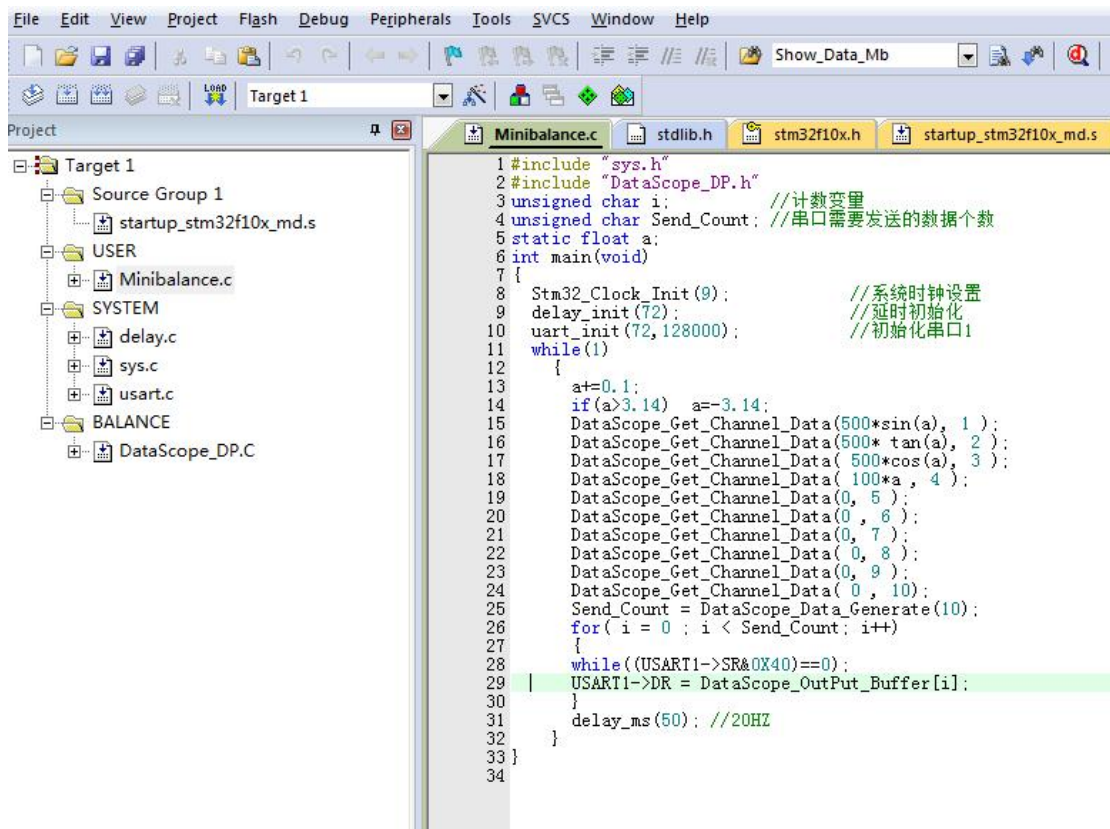 File Edit View Project Flash Debug Peripherals Tools SVCS Window Help
Show_Data_Mb
LOAD Target 1
Project
Minibalance.c stdlib.h stm32f10x.h startup_stm32f10x_md.s
Target 1
Source Group 1
startup_stm32f10x_md.s
USER
Minibalance.c
SYSTEM
delay.c
sys.c
usart.c
BALANCE
DataScope_DP.C
1 #include "sys.h"
2 #include "DataScope_DP.h"
3 unsigned char i; //计数变量
4 unsigned char Send_Count; //串口需要发送的数据个数
5 static float a;
6 int main(void)
7 {
8 Stm32_Clock_Init(9); //系统时钟设置
9 delay_init(72); //延时初始化
10 uart_init(72,128000); //初始化串口1
11 while(1)
12 {
13 a+=0.1;
14 if(a>3.14) a=-3.14;
15 DataScope_Get_Channel_Data(500*sin(a), 1 );
16 DataScope_Get_Channel_Data(500* tan(a), 2 );
17 DataScope_Get_Channel_Data( 500*cos(a), 3 );
18 DataScope_Get_Channel_Data( 100*a , 4 );
19 DataScope_Get_Channel_Data(0, 5 );
20 DataScope_Get_Channel_Data(0 , 6 );
21 DataScope_Get_Channel_Data(0, 7 );
22 DataScope_Get_Channel_Data( 0, 8 );
23 DataScope_Get_Channel_Data(0, 9 );
24 DataScope_Get_Channel_Data( 0 , 10);
25 Send_Count = DataScope_Data_Generate(10);
26 for( i = 0 ; i < Send_Count; i++)
27 {
28 while((USART1->SR&0X40)==0);
29 USART1->DR = DataScope_OutPut_Buffer[i];
30 }
31 delay_ms(50); //20HZ
32 }
33 }
34